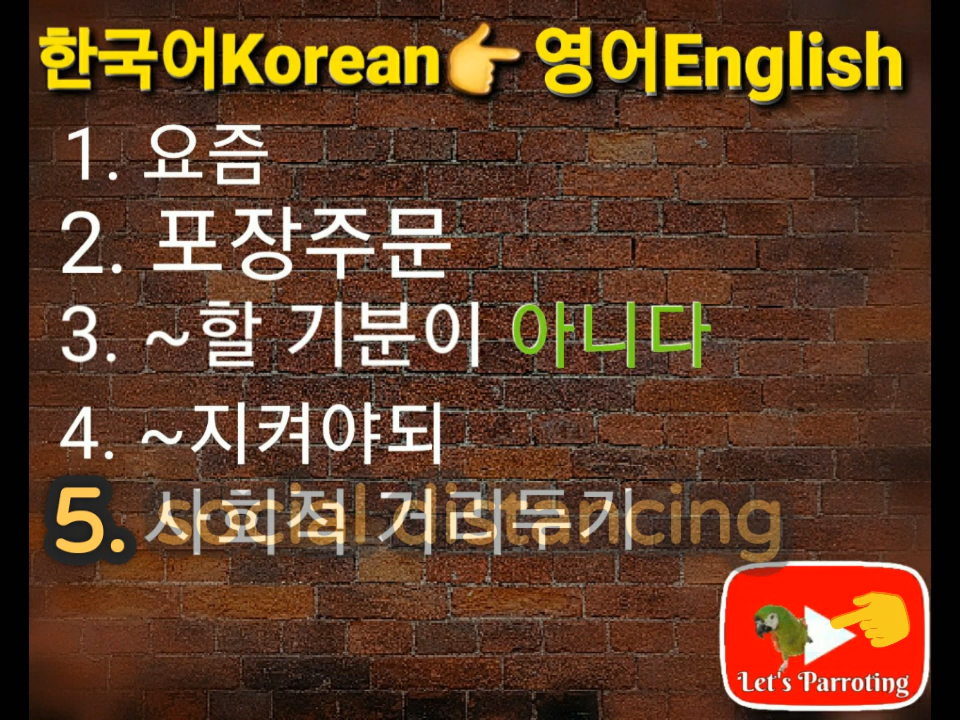 한국어Korean👉영어English
1. 요즘
2. 포장주문
3. ~할 기분이 아니다
4. ~지켜야되
5. 사회적 거리두기
social distancing
Let's Parroting